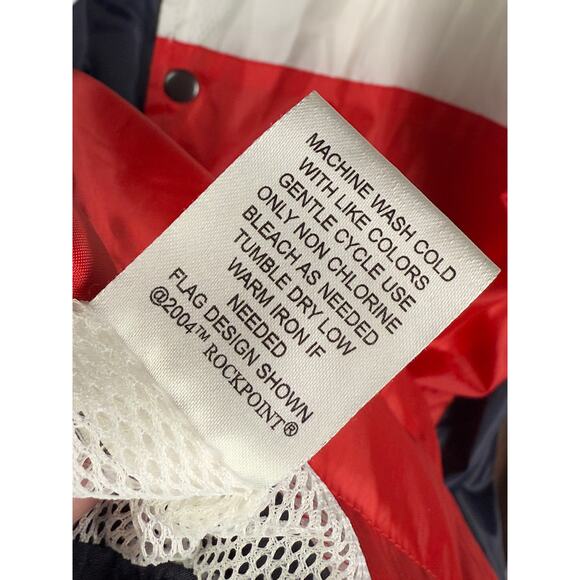 MACHINE WASH COLD
WITH LIKE COLORS
GENTLE CYCLE USE
ONLY NON CHLORINE
BLEACH AS NEEDED
TUMBLE DRY LOW
WARM IRON IF
NEEDED
FLAG DESIGN SHOWN
@2004™ ROCKPOINT®